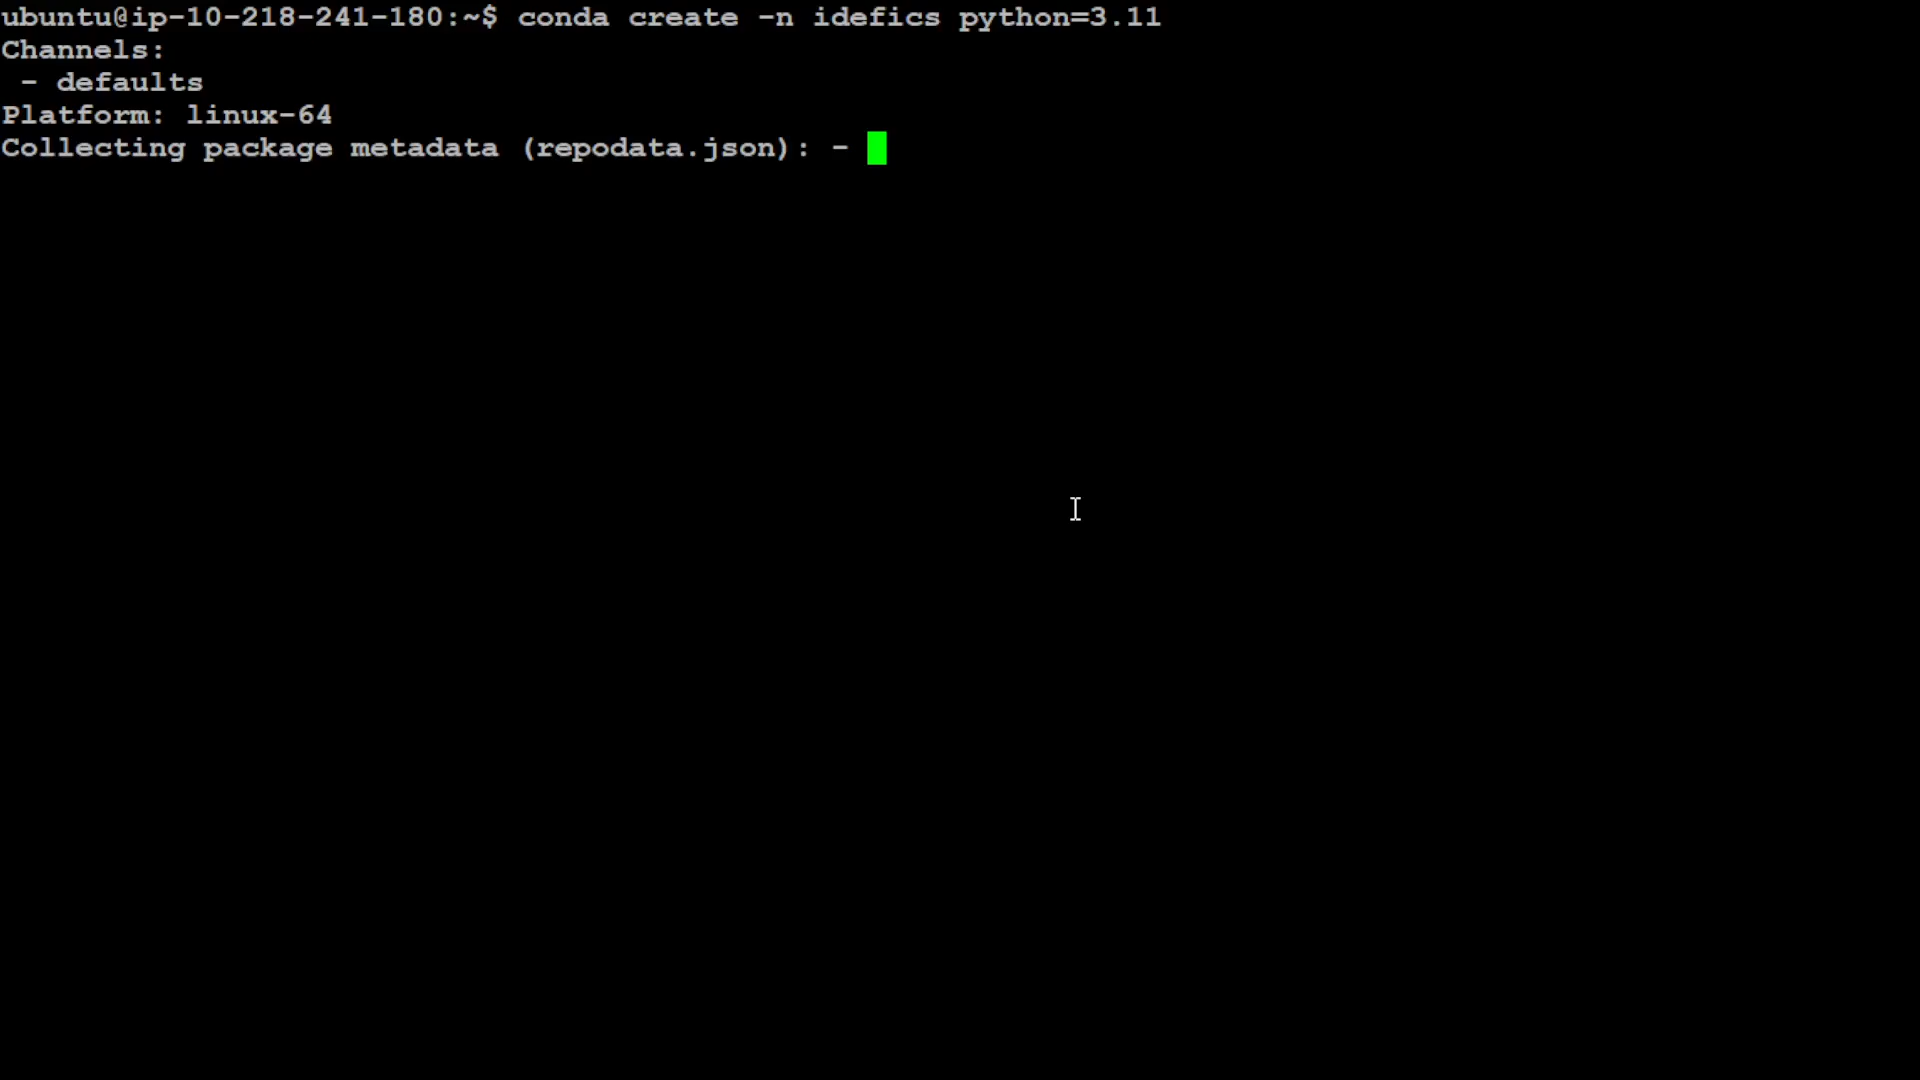 ubuntu@ip-10-218-241-180:~$ conda create -n idefics python=3.11
Channels:
 - defaults
Platform: linux-64
Collecting package metadata (repodata.json): -